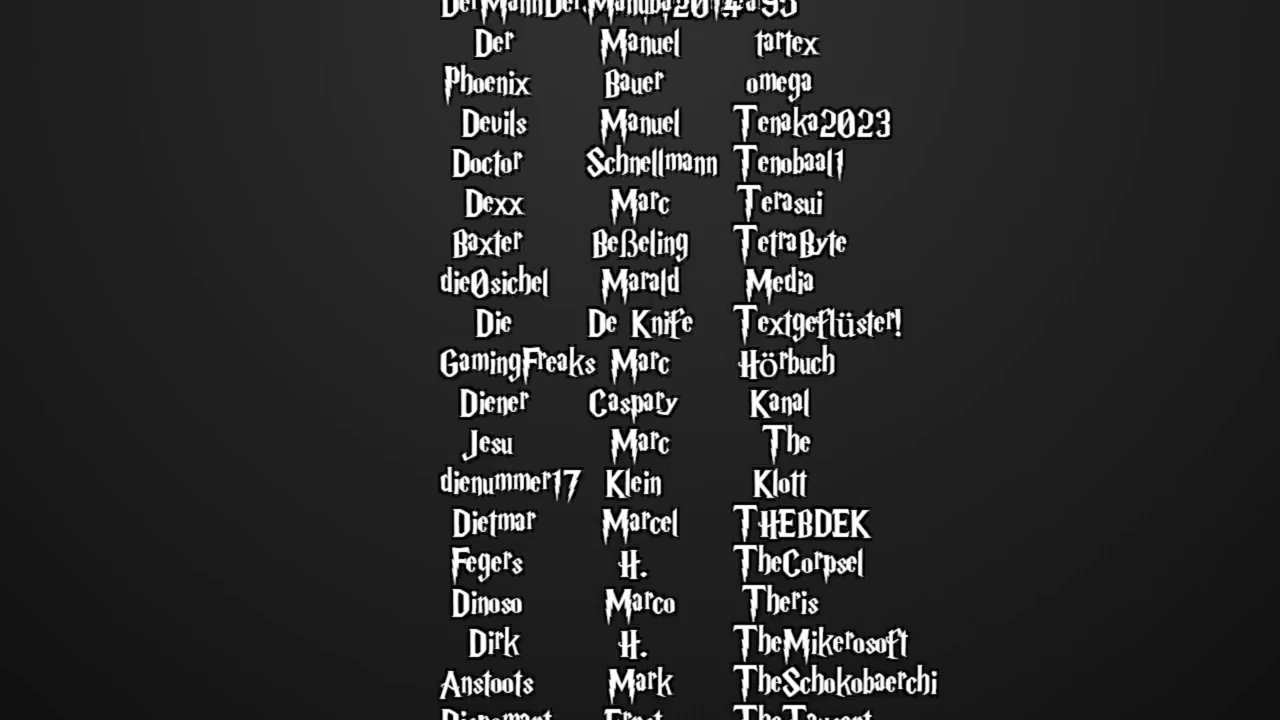 Der Manuel tartex
Phoenix Bauer omega
Devils Manuel Tenaka2023
Doctor Schnellmann Tenobaal1
Dexx Marc Terasui
Baxter Beßeling TetraByte
die0sichel Marald Media
Die De Knife Textgeflüster!
GamingFreaks Marc Hörbuch
Diener Caspary Kanal
Jesu Marc The
dienummer17 Klein Klott
Dietmar Marcel THEBDEK
Fegers H. TheCorpsel
Dinoso Marco Theris
Dirk H. TheMikerosoft
Anstoots Mark TheSchokobaerchi